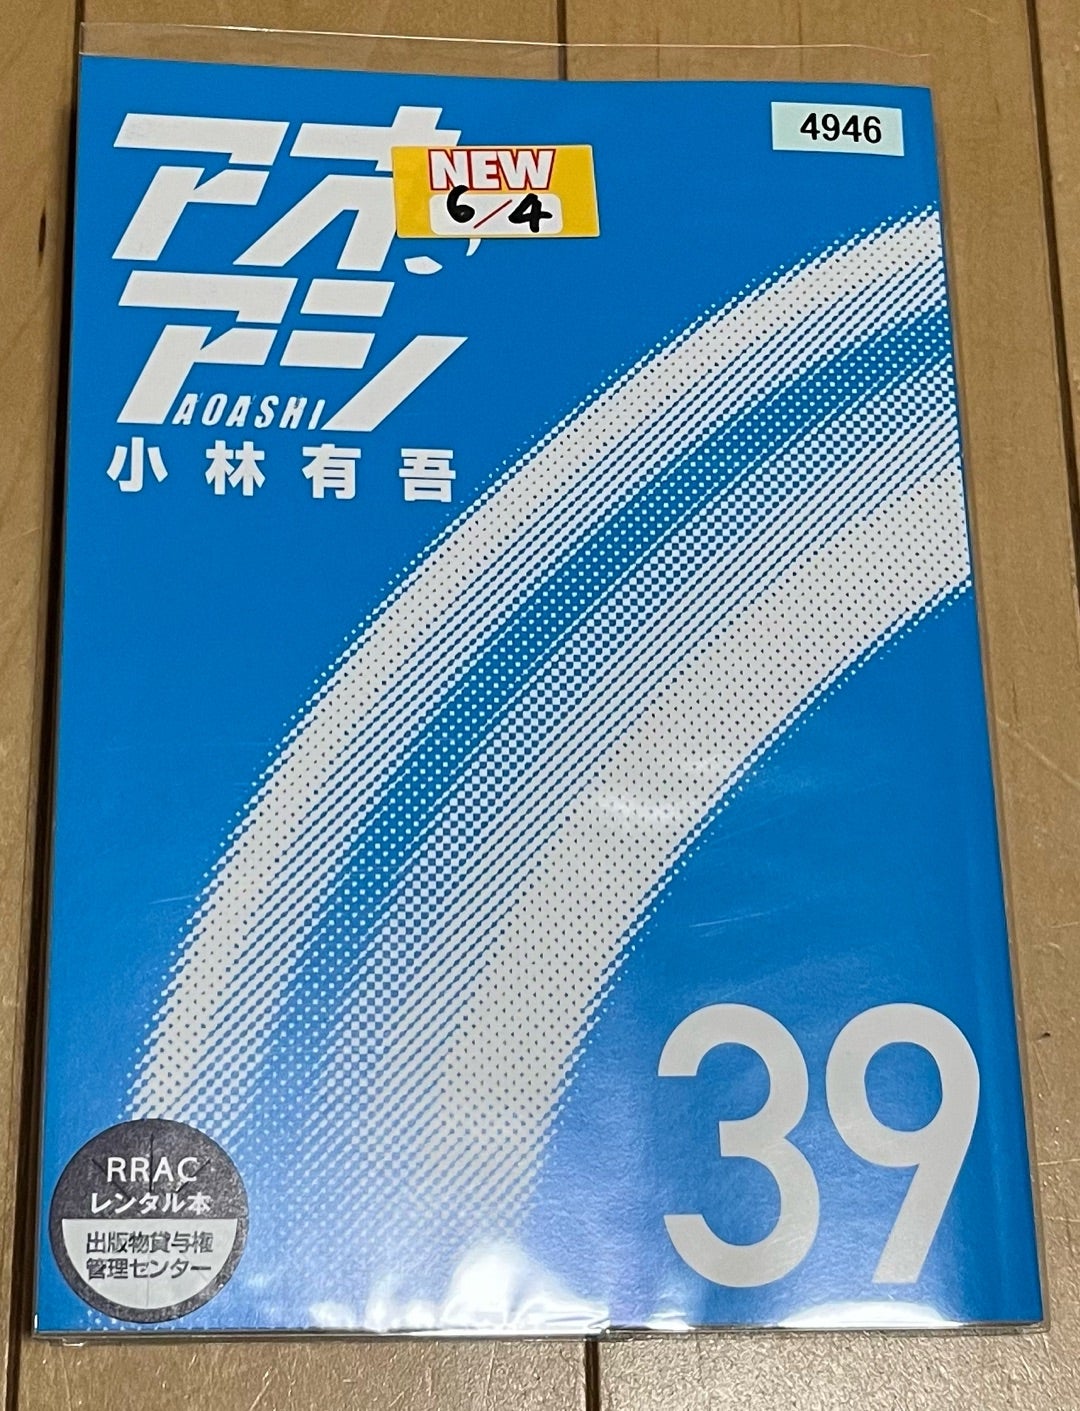 4946
NEW
6/4
アオ
アシ
AOASHI
小林有吾
39
RRAC
レンタル本
出版物貸与権
管理センター